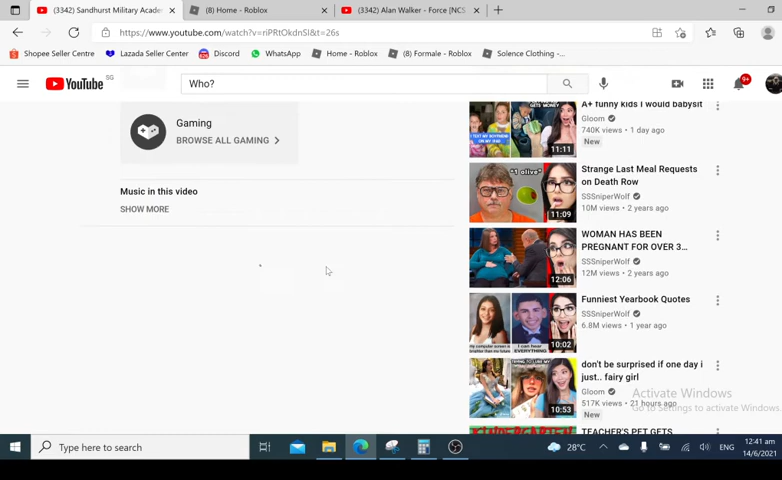 (3342) Sandhurst Military Acade
(8) Home - Roblox
(3342) Alan Walker - Force [NCS
https://www.youtube.com/watch?v=riPRtOkdnSI&t=26s
Shopee Seller Centre
Lazada Seller Center
Discord
WhatsApp
Home - Roblox
(8) Formale - Roblox
Solence Clothing -...
YouTube SG
Who?
9+
Gaming
BROWSE ALL GAMING
Music in this video
SHOW MORE
GETS MONEY
11:11
A+ funny kids I would babysit
Gloom
740K views • 1 day ago
New
"1 olive"
11:09
Strange Last Meal Requests
on Death Row
SSSniperWolf
10M views • 2 years ago
12:06
WOMAN HAS BEEN
PREGNANT FOR OVER 3...
SSSniperWolf
12M views • 2 years ago
10:02
Funniest Yearbook Quotes
SSSniperWolf
6.8M views • 1 year ago
10:53
don't be surprised if one day i
just.. fairy girl
Gloom
517K views • 21 hours ago
New
KINDERGARTEN
TEACHER'S PET GETS
Activate Windows
Go to Settings to activate Windows.
Type here to search
28°C
ENG
12:41 am
14/6/2021